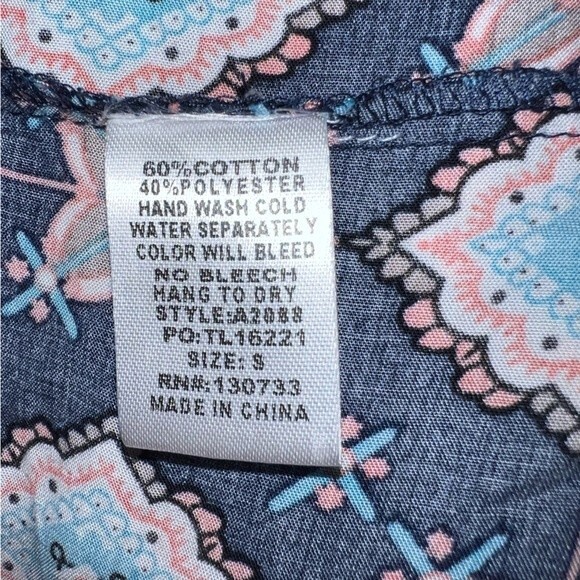 60%COTTON
40%POLYESTER
HAND WASH COLD
WATER SEPARATELY
COLOR WILL BLEED
NO BLEECH
HANG TO DRY
STYLE:A2088
PO:TL16221
SIZE: S
RN#:130733
MADE IN CHINA